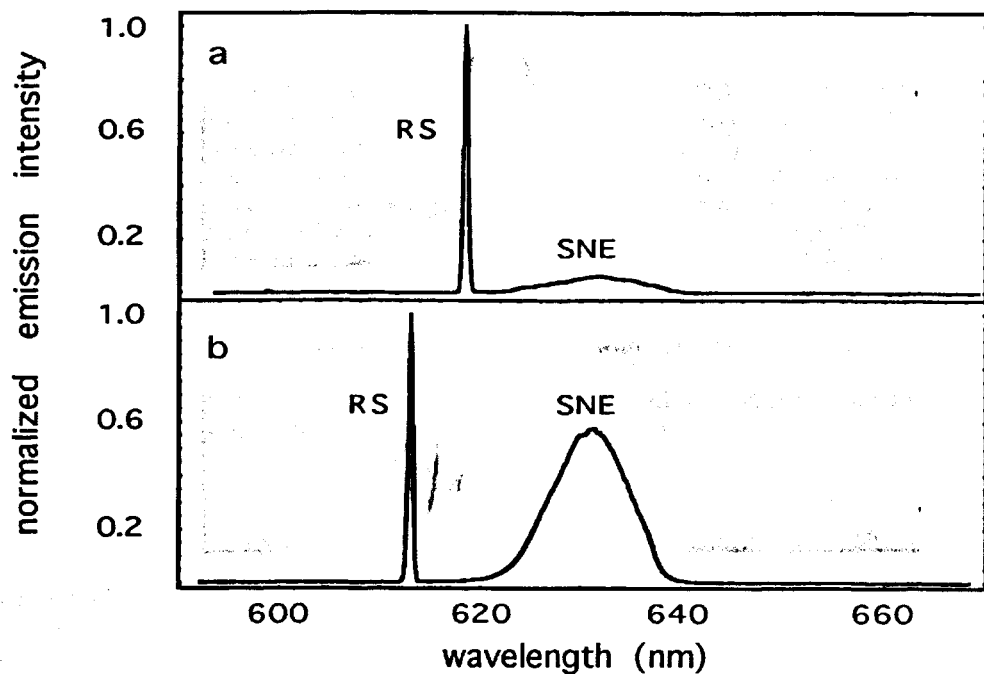 normalized emission intensity
1.0
0.6
0.2
a
RS
SNE
1.0
0.6
0.2
b
RS
SNE
600 620 640 660
wavelength (nm)